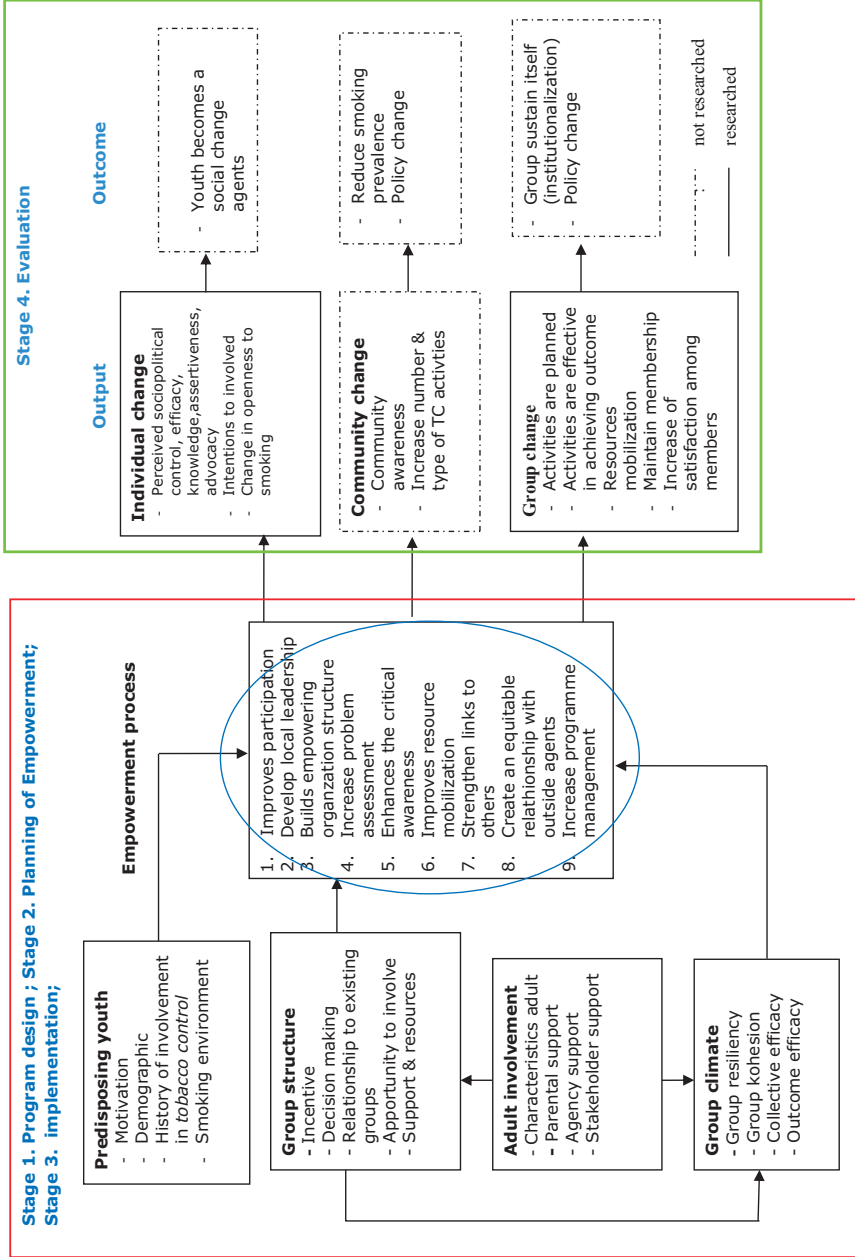 Stage 1. Program design ; Stage 2. Planning of Empowerment;
Stage 3.  implementation;
Predisposing youth
- Motivation
- Demographic
- History of involvement
in tobacco control
- Smoking environment
Group structure
- Incentive
- Decision making
- Relationship to existing
groups
- Apportunity to involve
- Support & resources
Adult involvement
- Characteristics adult
- Parental support
- Agency support
- Stakeholder support
Group climate
- Group resiliency
- Group kohesion
- Collective efficacy
- Outcome efficacy
Empowerment process
1. Improves participation
2. Develop local leadership
3. Builds empowering
organzation structure
4. Increase problem
assessment
5. Enhances the critical
awareness
6. Improves resource
mobilization
7. Strengthen links to
others
8. Create an equitable
relathionship with
outside agents
9. Increase programme
management
Stage 4. Evaluation
Output
Outcome
Individual change
- Perceived sociopolitical
control, efficacy,
knowledge,assertiveness,
advocacy
- Intentions to involved
- Change in openness to
smoking
Community change
- Community
awareness
- Increase number &
type of TC activties
Group change
- Activities are planned
- Activities are effective
in achieving outcome
- Resources
mobilization
- Maintain membership
- Increase of
satisfaction among
members
- Youth becomes a
social change
agents
- Reduce smoking
prevalence
- Policy change
- Group sustain itself
(institutionalization)
- Policy change
not researched
researched